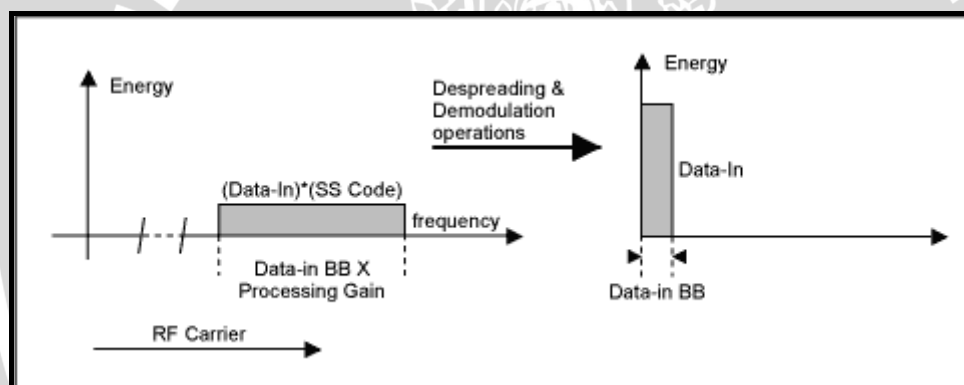 Energy
(Data-In)*(SS Code)
frequency
Data-in BB X
Processing Gain
RF Carrier
Despreading &
Demodulation
operations
Energy
Data-In
Data-in BB